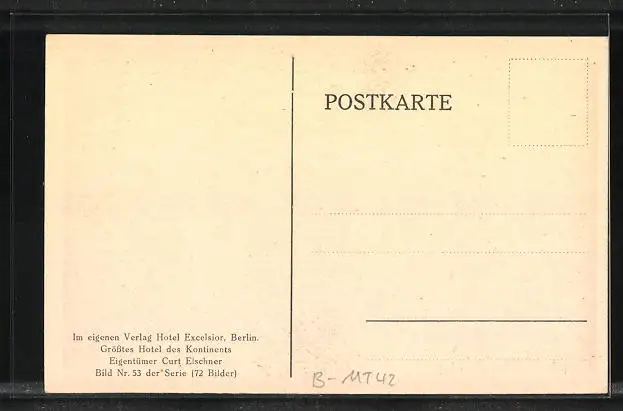 POSTKARTE
Im eigenen Verlag Hotel Excelsior, Berlin.
Größtes Hotel des Kontinents
Eigentümer Curt Elschner
Bild Nr. 53 der Serie (72 Bilder)
B-MT42